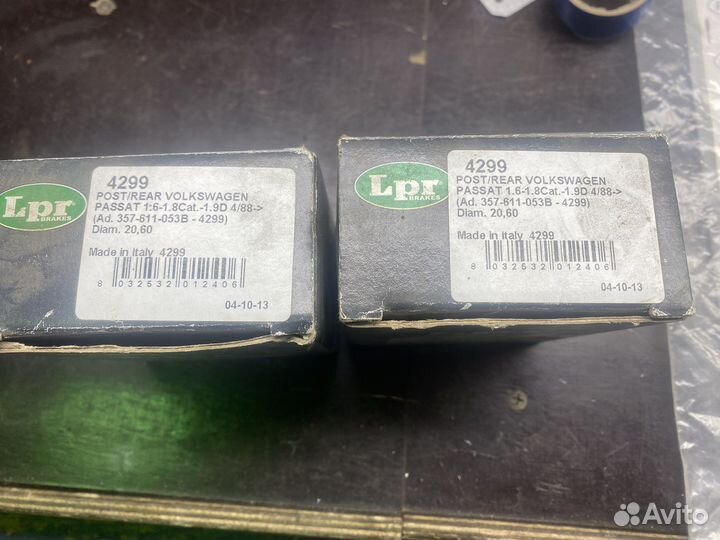 Lpr
BRAKES
4299
POST/REAR VOLKSWAGEN
PASSAT 1.6-1.8Cat.-1.9D 4/88->
(Ad. 357-611-053B - 4299)
Diam. 20,60
Made in Italy 4299
8 032532 012406
04-10-13
Lpr
BRAKES
4299
POST/REAR VOLKSWAGEN
PASSAT 1.6-1.8Cat.-1.9D 4/88->
(Ad. 357-611-053B - 4299)
Diam. 20,60
Made in Italy 4299
8 032532 012406
04-10-13
Avito